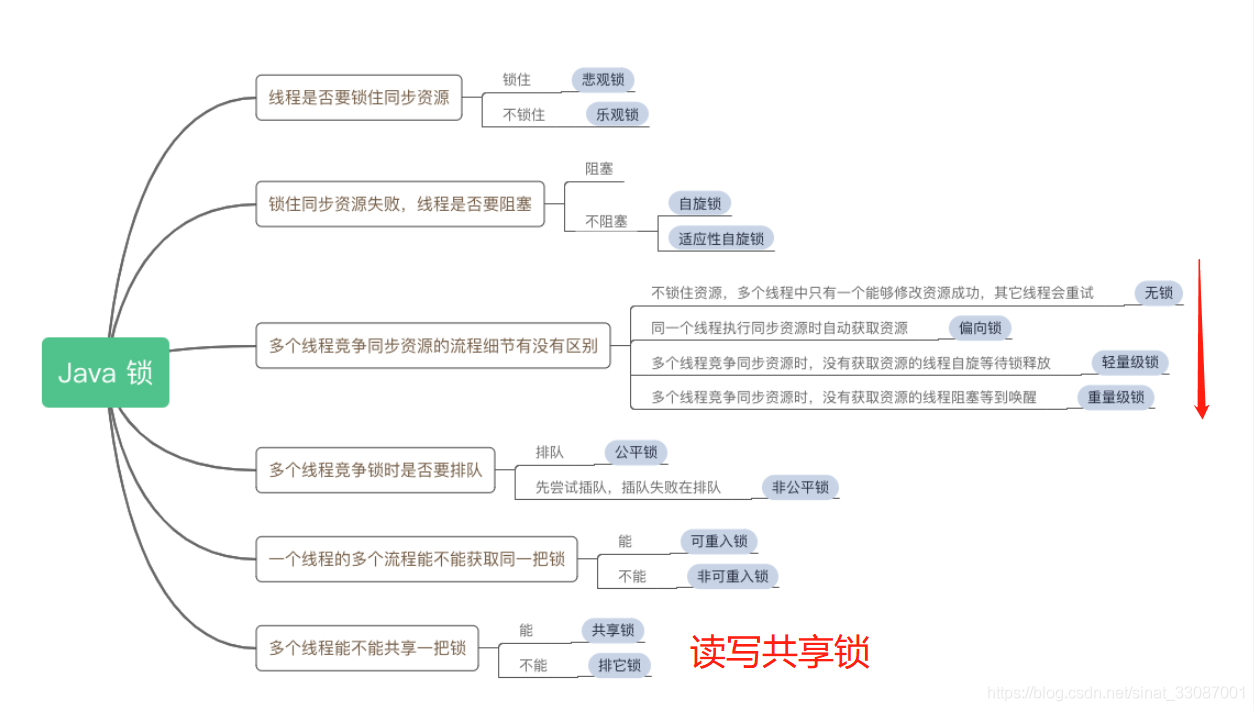 线程是否要锁住同步资源
锁住
悲观锁
不锁住
乐观锁
锁住同步资源失败，线程是否要阻塞
阻塞
不阻塞
自旋锁
适应性自旋锁
Java 锁
多个线程竞争同步资源的流程细节有没有区别
不锁住资源，多个线程中只有一个能够修改资源成功，其它线程会重试
无锁
同一个线程执行同步资源时自动获取资源
偏向锁
多个线程竞争同步资源时，没有获取资源的线程自旋等待锁释放
轻量级锁
多个线程竞争同步资源时，没有获取资源的线程阻塞等到唤醒
重量级锁
多个线程竞争锁时是否要排队
排队
公平锁
先尝试插队，插队失败在排队
非公平锁
一个线程的多个流程能不能获取同一把锁
能
可重入锁
不能
非可重入锁
多个线程能不能共享一把锁
能
共享锁
不能
排它锁
读写共享锁
https://blog.csdn.net/sinat_33087001